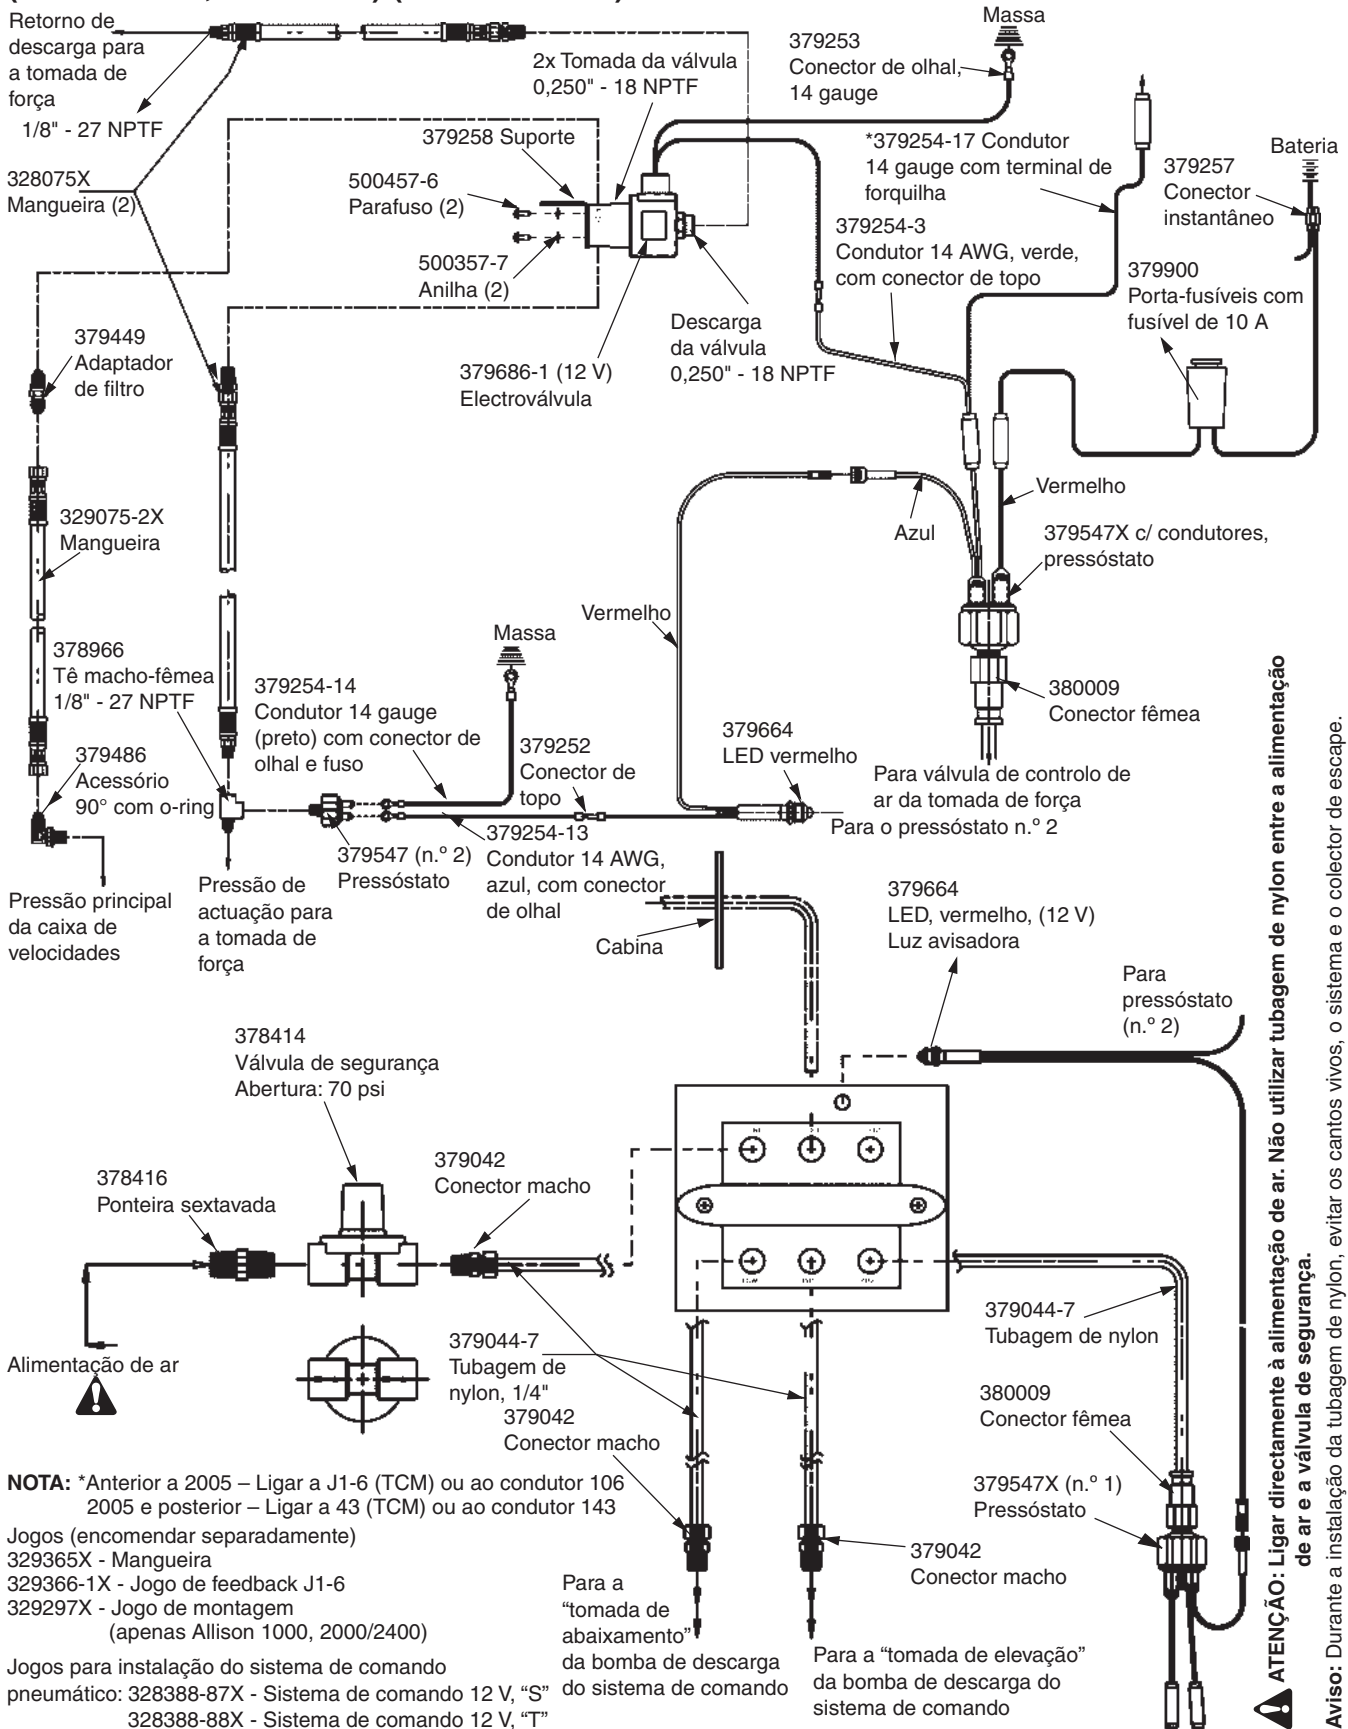 Retorno de
descarga para
a tomada de
força
1/8" - 27 NPTF
328075X
Mangueira (2)
379258 Suporte
500457-6
Parafuso (2)
500357-7
Anilha (2)
2x Tomada da válvula
0,250" - 18 NPTF
379253
Conector de olhal,
14 gauge
Massa
*379254-17 Condutor
14 gauge com terminal de
forquilha
379254-3
Condutor 14 AWG, verde,
com conector de topo
379257
Conector
instantâneo
Bateria
379900
Porta-fusíveis com
fusível de 10 A
Descarga
da válvula
0,250" - 18 NPTF
379686-1 (12 V)
Electroválvula
379449
Adaptador
de filtro
329075-2X
Mangueira
Azul
Vermelho
379547X c/ condutores,
pressóstato
Vermelho
Massa
378966
Tê macho-fêmea
1/8" - 27 NPTF
379254-14
Condutor 14 gauge
(preto) com conector de
olhal e fuso
379252
Conector de
topo
379664
LED vermelho
380009
Conector fêmea
Para válvula de controlo de
ar da tomada de força
Para o pressóstato n.º 2
379486
Acessório
90° com o-ring
379547 (n.º 2)
Pressóstato
379254-13
Condutor 14 AWG,
azul, com conector
de olhal
Pressão principal
da caixa de
velocidades
Pressão de
actuação para
a tomada de
força
Cabina
379664
LED, vermelho, (12 V)
Luz avisadora
Para
pressóstato
(n.º 2)
378414
Válvula de segurança
Abertura: 70 psi
378416
Ponteira sextavada
379042
Conector macho
Alimentação de ar
379044-7
Tubagem de
nylon, 1/4"
379042
Conector macho
379044-7
Tubagem de nylon
380009
Conector fêmea
379547X (n.º 1)
Pressóstato
379042
Conector macho
Para a
“tomada de
abaixamento”
da bomba de descarga
do sistema de comando
Para a “tomada de elevação”
da bomba de descarga do
sistema de comando
NOTA: *Anterior a 2005 – Ligar a J1-6 (TCM) ou ao condutor 106
2005 e posterior – Ligar a 43 (TCM) ou ao condutor 143
Jogos (encomendar separadamente)
329365X - Mangueira
329366-1X - Jogo de feedback J1-6
329297X - Jogo de montagem
(apenas Allison 1000, 2000/2400)
Jogos para instalação do sistema de comando
pneumático: 328388-87X - Sistema de comando 12 V, “S”
328388-88X - Sistema de comando 12 V, “T”
ATENÇÃO: Ligar directamente à alimentação de ar. Não utilizar tubagem de nylon entre a alimentação
de ar e a válvula de segurança.
Aviso: Durante a instalação da tubagem de nylon, evitar os cantos vivos, o sistema e o colector de escape.